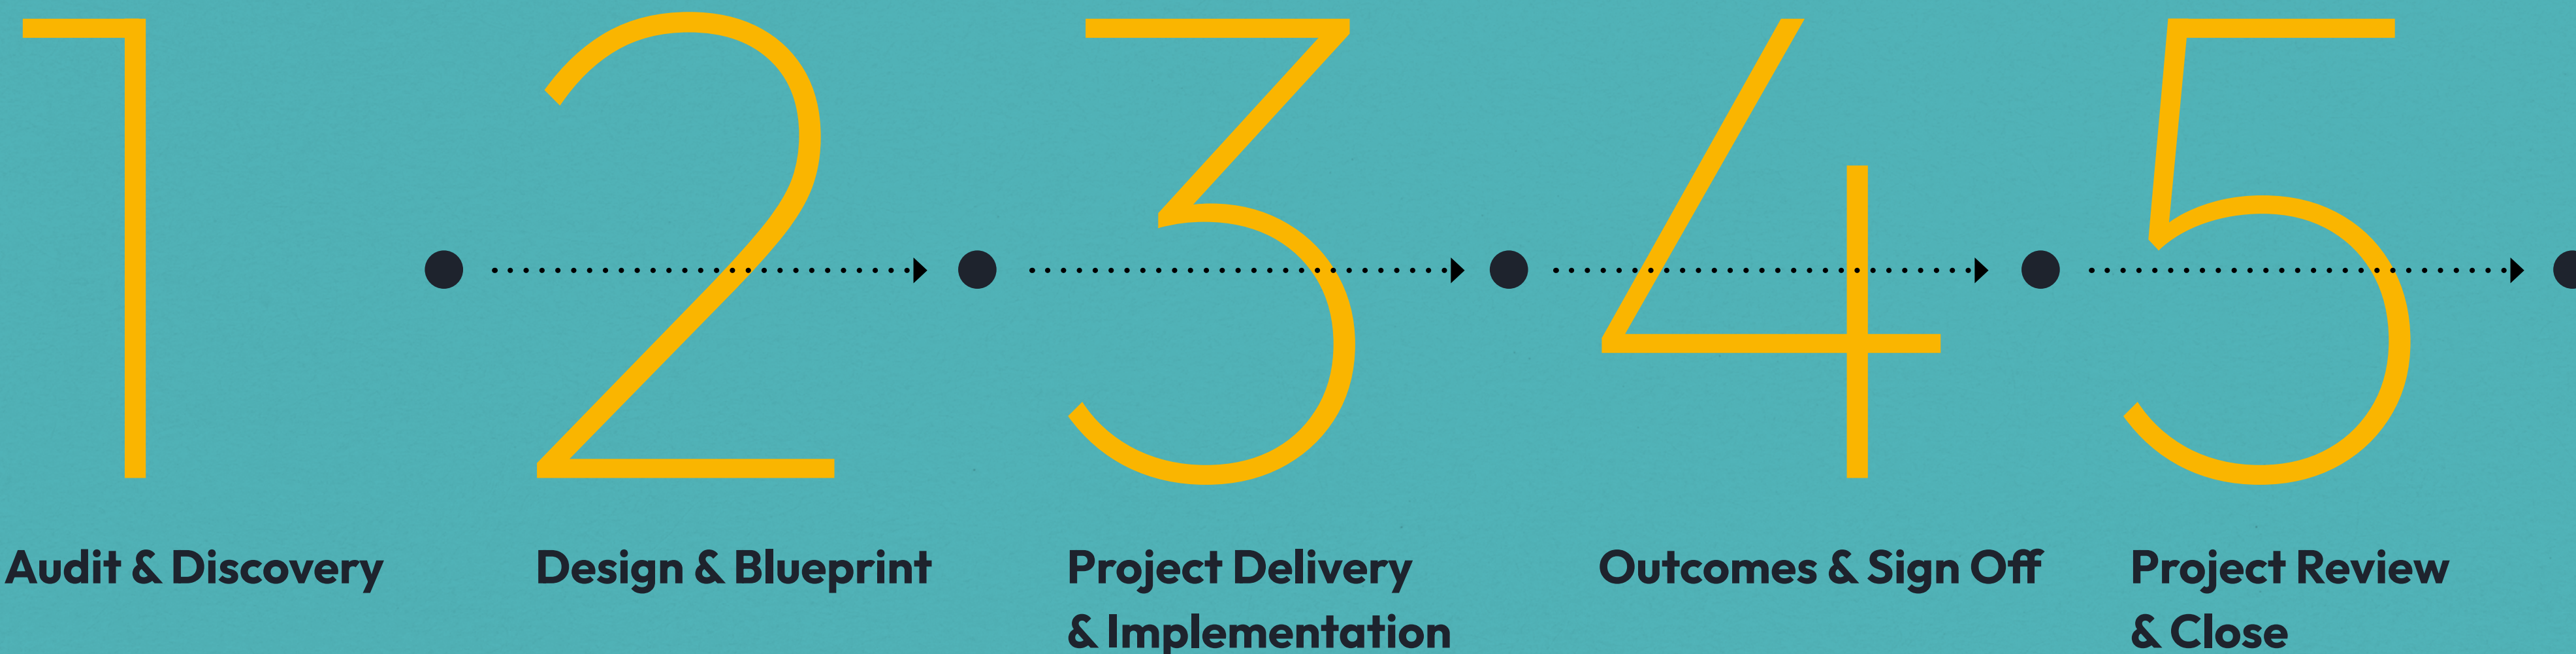 1
2
3
4
5
Audit & Discovery
Design & Blueprint
Project Delivery
& Implementation
Outcomes & Sign Off
Project Review
& Close